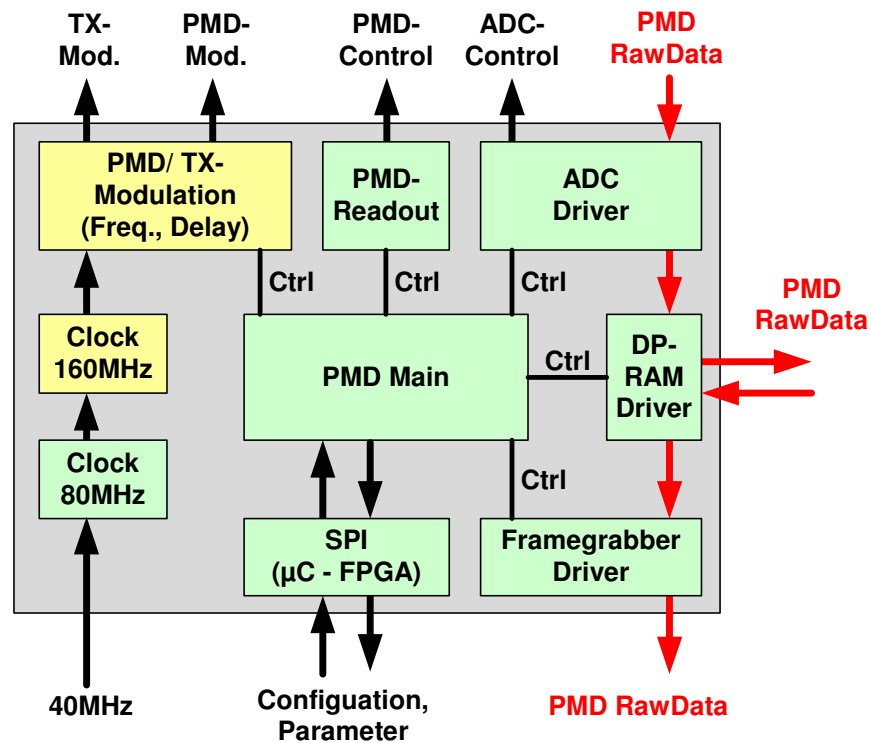 TX-
Mod.
PMD-
Mod.
PMD-
Control
ADC-
Control
PMD
RawData
PMD/ TX-
Modulation
(Freq., Delay)
PMD-
Readout
ADC
Driver
Ctrl
Ctrl
Ctrl
PMD
RawData
Clock
160MHz
PMD Main
Ctrl
DP-
RAM
Driver
Clock
80MHz
Ctrl
SPI
(µC - FPGA)
Framegrabber
Driver
40MHz
Configuation,
Parameter
PMD RawData